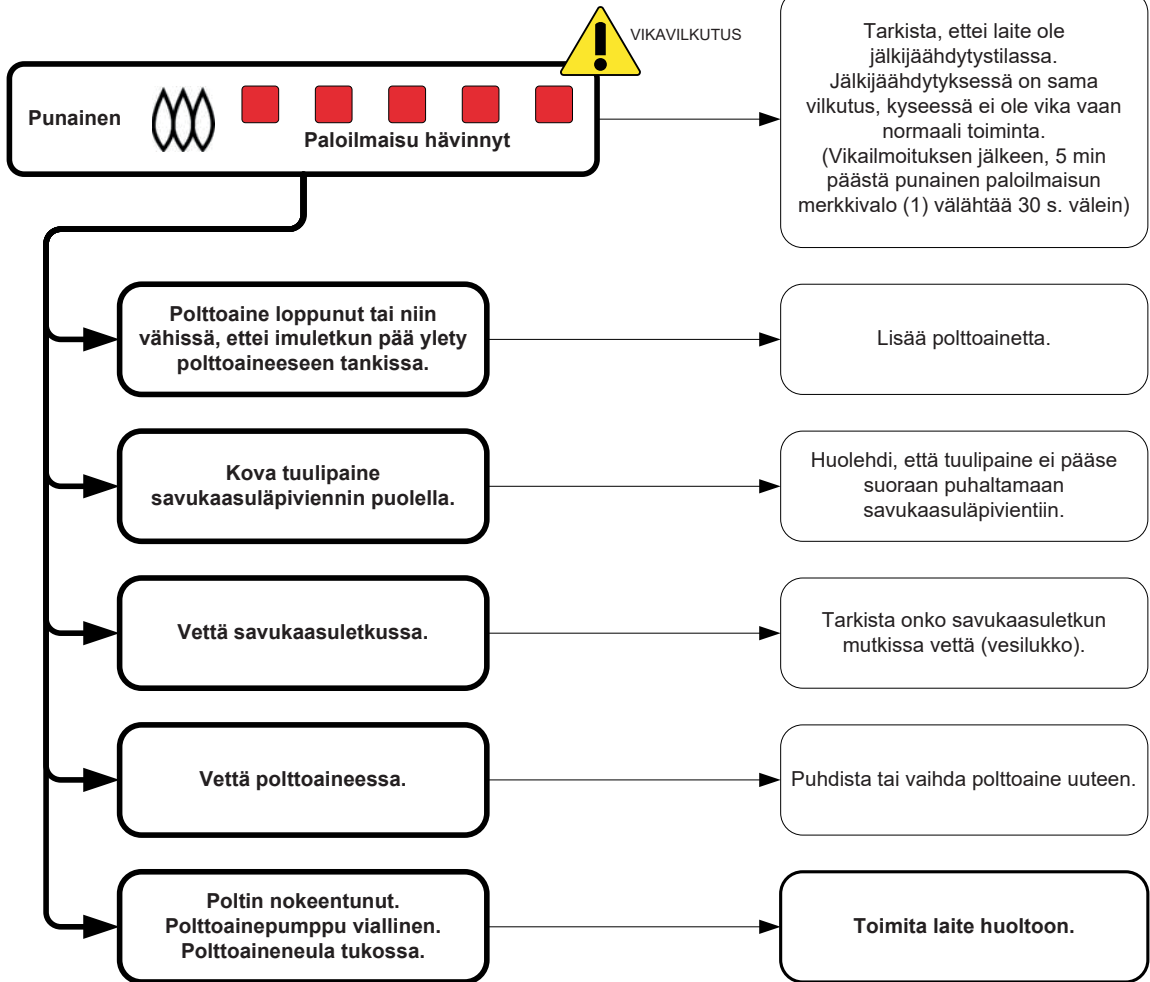 VIKAVILKUTUS
Punainen
Paloilmaisu hävinnyt
Tarkista, ettei laite ole
jälkijäähdytystilassa.
Jälkijäähdytyksessä on sama
vilkutus, kyseessä ei ole vika vaan
normaali toiminta.
(Vikailmoituksen jälkeen, 5 min
päästä punainen paloilmaisun
merkkivalo (1) välähtää 30 s. välein)
Polttoaine loppunut tai niin
vähissä, ettei imuletkun pää ylety
polttoaineeseen tankissa.
Lisää polttoainetta.
Kova tuulipaine
savukaasuläpiviennin puolella.
Huolehdi, että tuulipaine ei pääse
suoraan puhaltamaan
savukaasuläpivientiin.
Vettä savukaasuletkussa.
Tarkista onko savukaasuletkun
mutkissa vettä (vesilukko).
Vettä polttoaineessa.
Puhdista tai vaihda polttoaine uuteen.
Poltin nokeentunut.
Polttoainepumppu viallinen.
Polttoaineneula tukossa.
Toimita laite huoltoon.